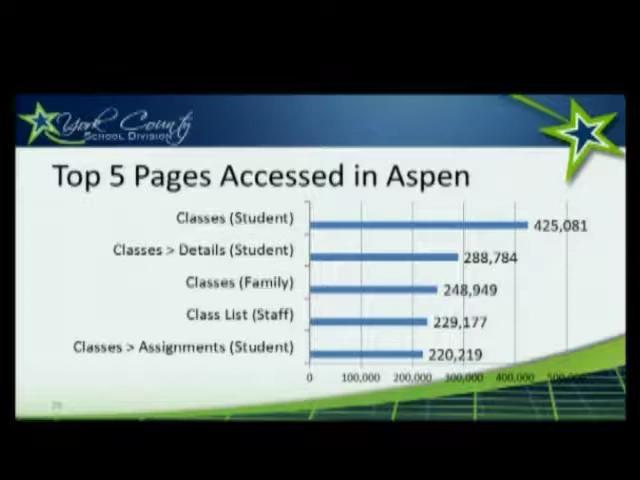 York County
SCHOOL DIVISION
Top 5 Pages Accessed in Aspen
Classes (Student)
425,081
Classes > Details (Student)
288,784
Classes (Family)
248,949
Class List (Staff)
229,177
Classes > Assignments (Student)
220,219
0 100,000 200,000 300,000 400,000 500,000